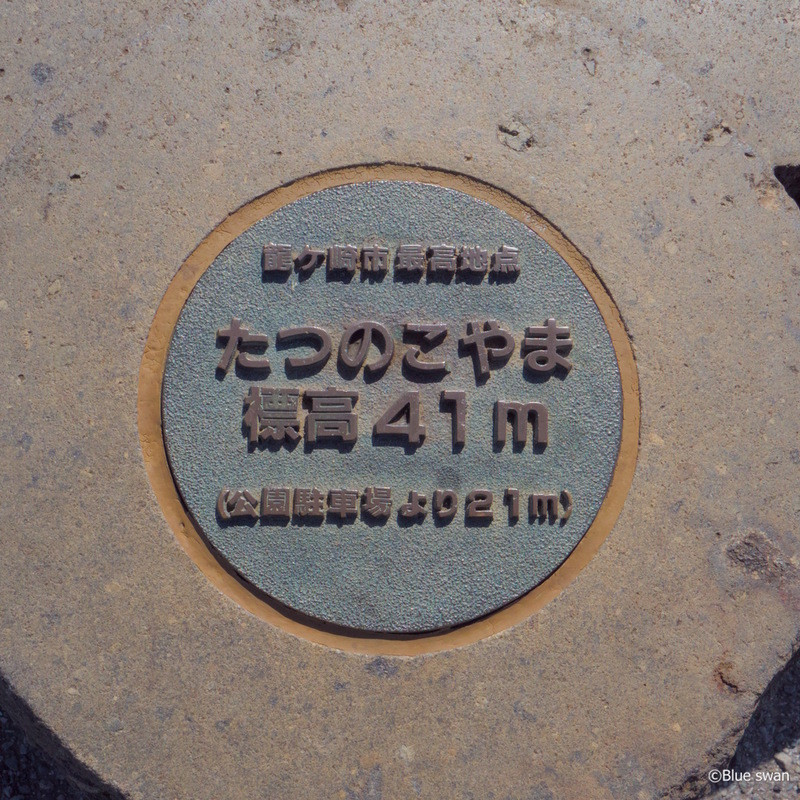 龍ケ崎市 最高地点
たつのこやま
標高41m
(公園駐車場より21m)
©Blue swan